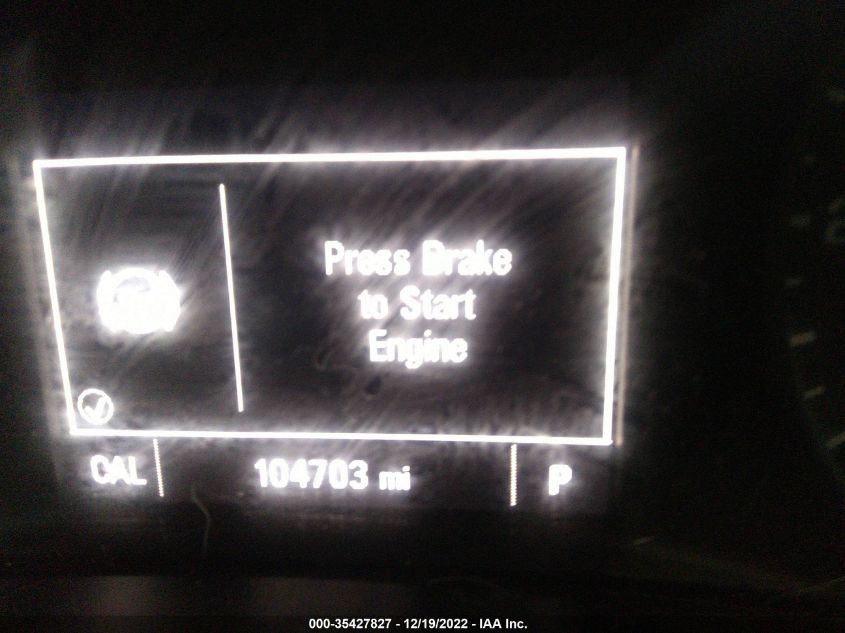 Press Brake
to Start
Engine
CAL 104703 mi P
000-35427827 - 12/19/2022 - IAA Inc.